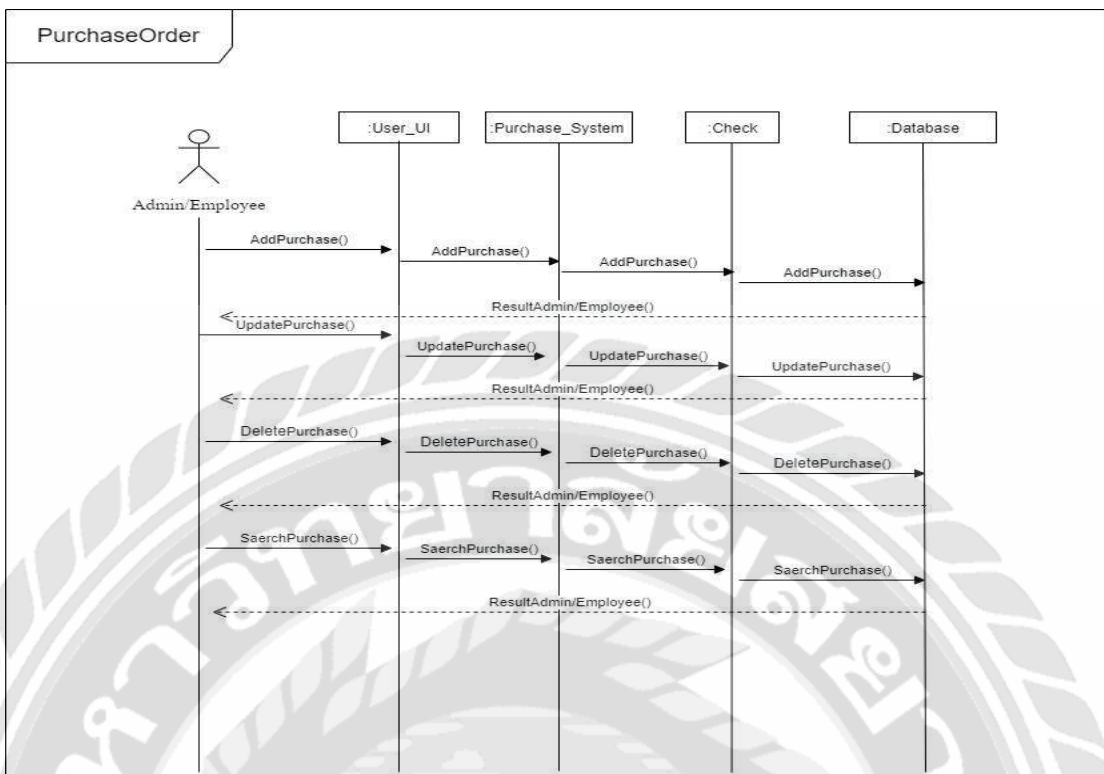 PurchaseOrder
:User_UI
:Purchase_System
:Check
:Database
Admin/Employee
AddPurchase()
AddPurchase()
AddPurchase()
AddPurchase()
ResultAdmin/Employee()
UpdatePurchase()
UpdatePurchase()
UpdatePurchase()
UpdatePurchase()
ResultAdmin/Employee()
DeletePurchase()
DeletePurchase()
DeletePurchase()
DeletePurchase()
ResultAdmin/Employee()
SaerchPurchase()
SaerchPurchase()
SaerchPurchase()
SaerchPurchase()
ResultAdmin/Employee()